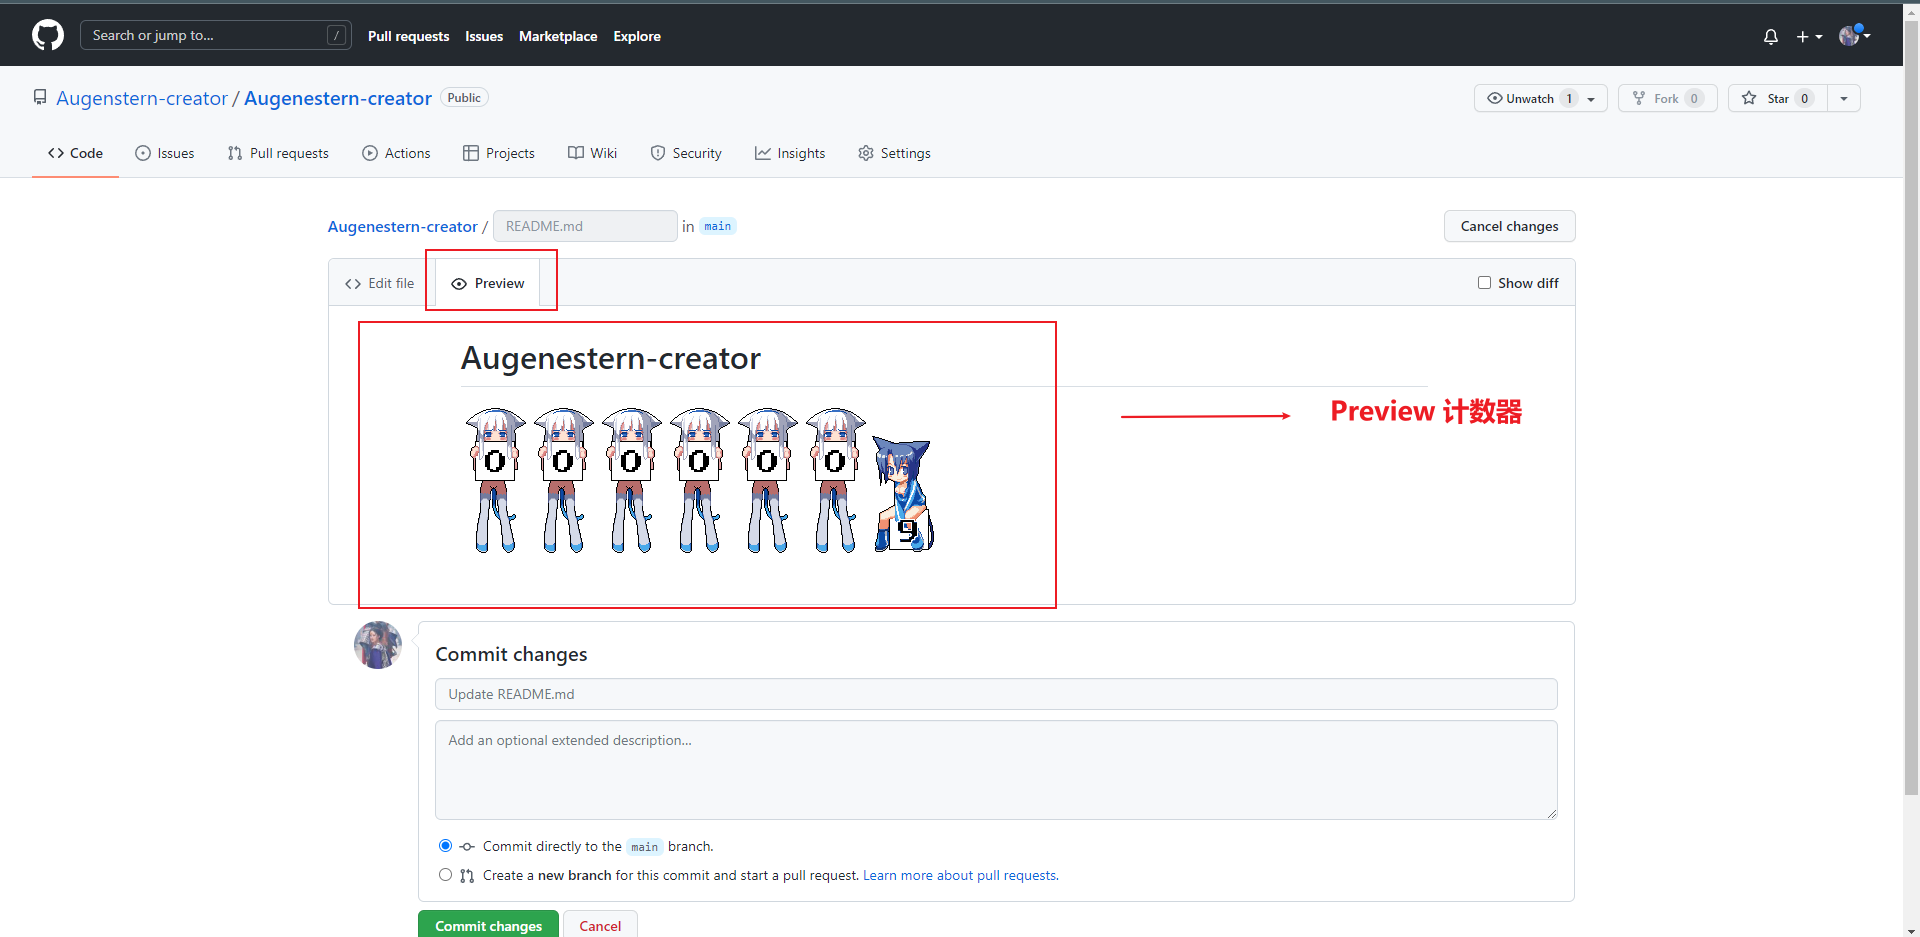 Search or jump to... /
Pull requests Issues Marketplace Explore
Augenstern-creator / Augenestern-creator Public
Unwatch 1 Fork 0 Star 0
Code Issues Pull requests Actions Projects Wiki Security Insights Settings
Augenestern-creator / README.md in main
Cancel changes
Edit file Preview
Show diff
Augenestern-creator
0 0 0 0 0 0 9
Preview 计数器
Commit changes
Update README.md
Add an optional extended description...
Commit directly to the main branch.
Create a new branch for this commit and start a pull request. Learn more about pull requests.
Commit changes Cancel